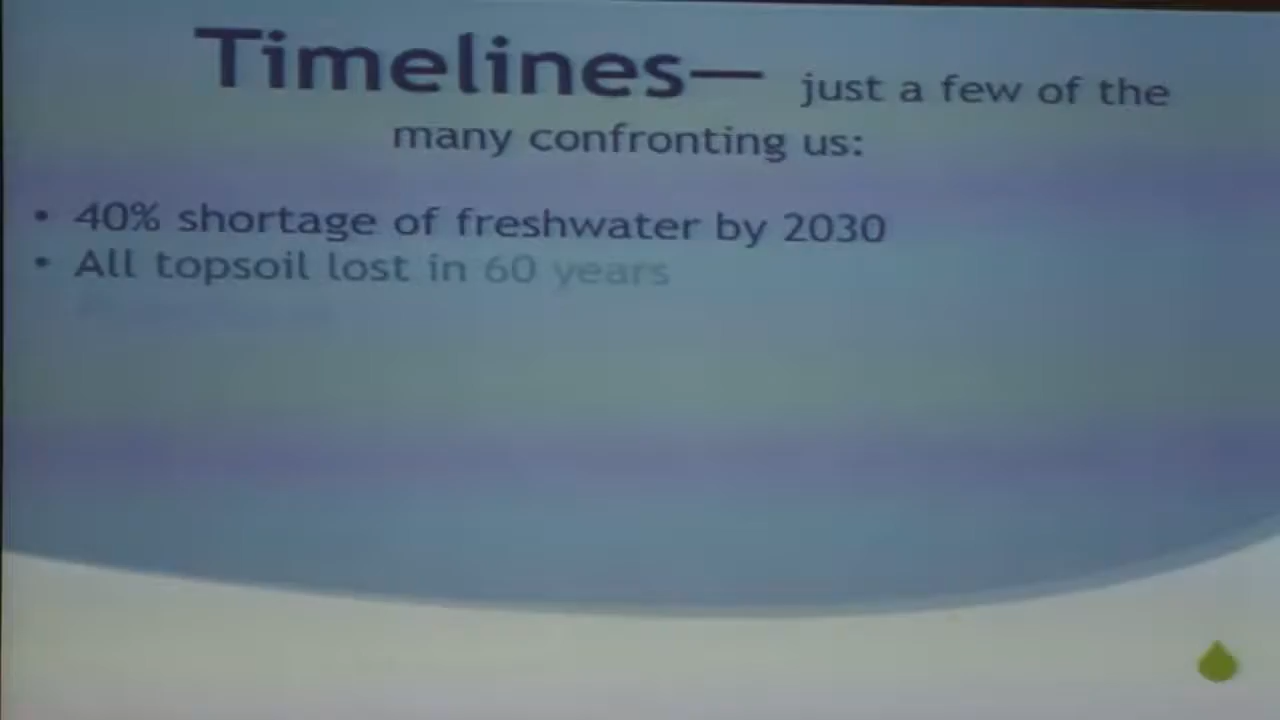 Timelines— just a few of the
many confronting us:
• 40% shortage of freshwater by 2030
• All topsoil lost in 60 years